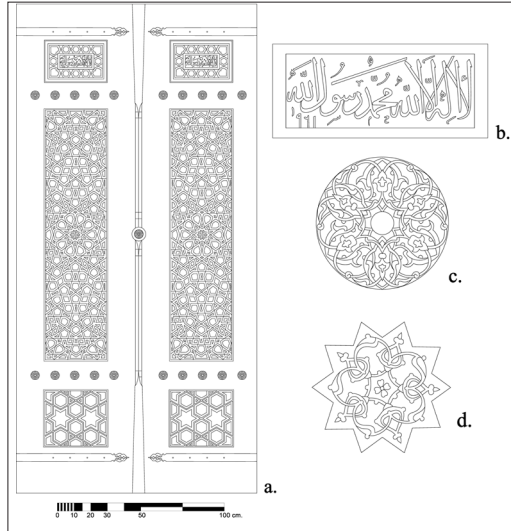 لا اله الا الله محمد رسول الله
b.
c.
d.
a.
0 10 20 30 50 100 cm.